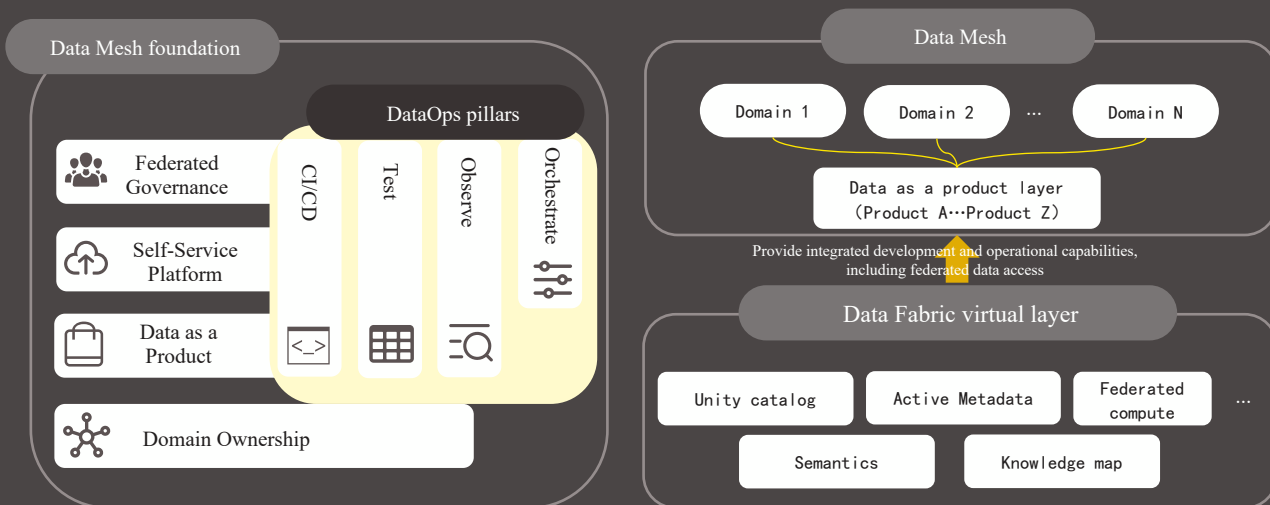 Data Mesh foundation
DataOps pillars
Federated
Governance
Self-Service
Platform
Data as a
Product
Domain Ownership
CI/CD
Test
Observe
Orchestrate
<_>
Data Mesh
Domain 1
Domain 2
...
Domain N
Data as a product layer
(Product A…Product Z)
Provide integrated development and operational capabilities,
including federated data access
Data Fabric virtual layer
Unity catalog
Active Metadata
Federated
compute
...
Semantics
Knowledge map